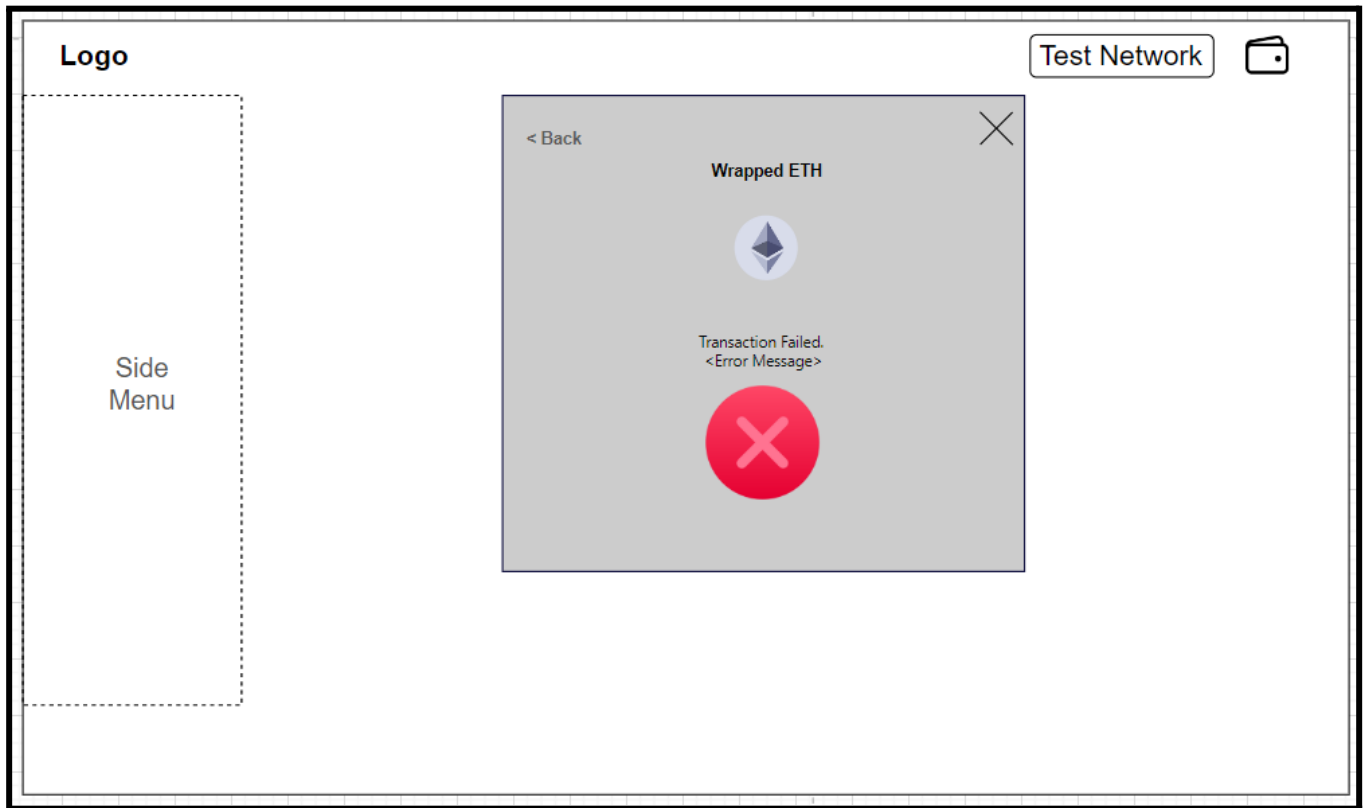 Logo
Test Network
< Back
Wrapped ETH
Transaction Failed.
<Error Message>
Side
Menu